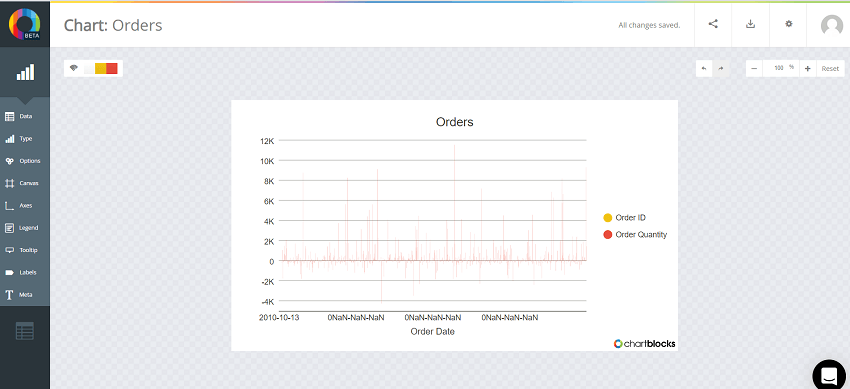 BETA
Chart: Orders
All changes saved.
100 %
Reset
Data
Type
Options
Canvas
Axes
Legend
Tooltip
Labels
Meta
Orders
12K
10K
8K
6K
4K
2K
0
-2K
-4K
2010-10-13 0NaN-NaN-NaN 0NaN-NaN-NaN 0NaN-NaN-NaN
Order Date
Order ID
Order Quantity
chartblocks